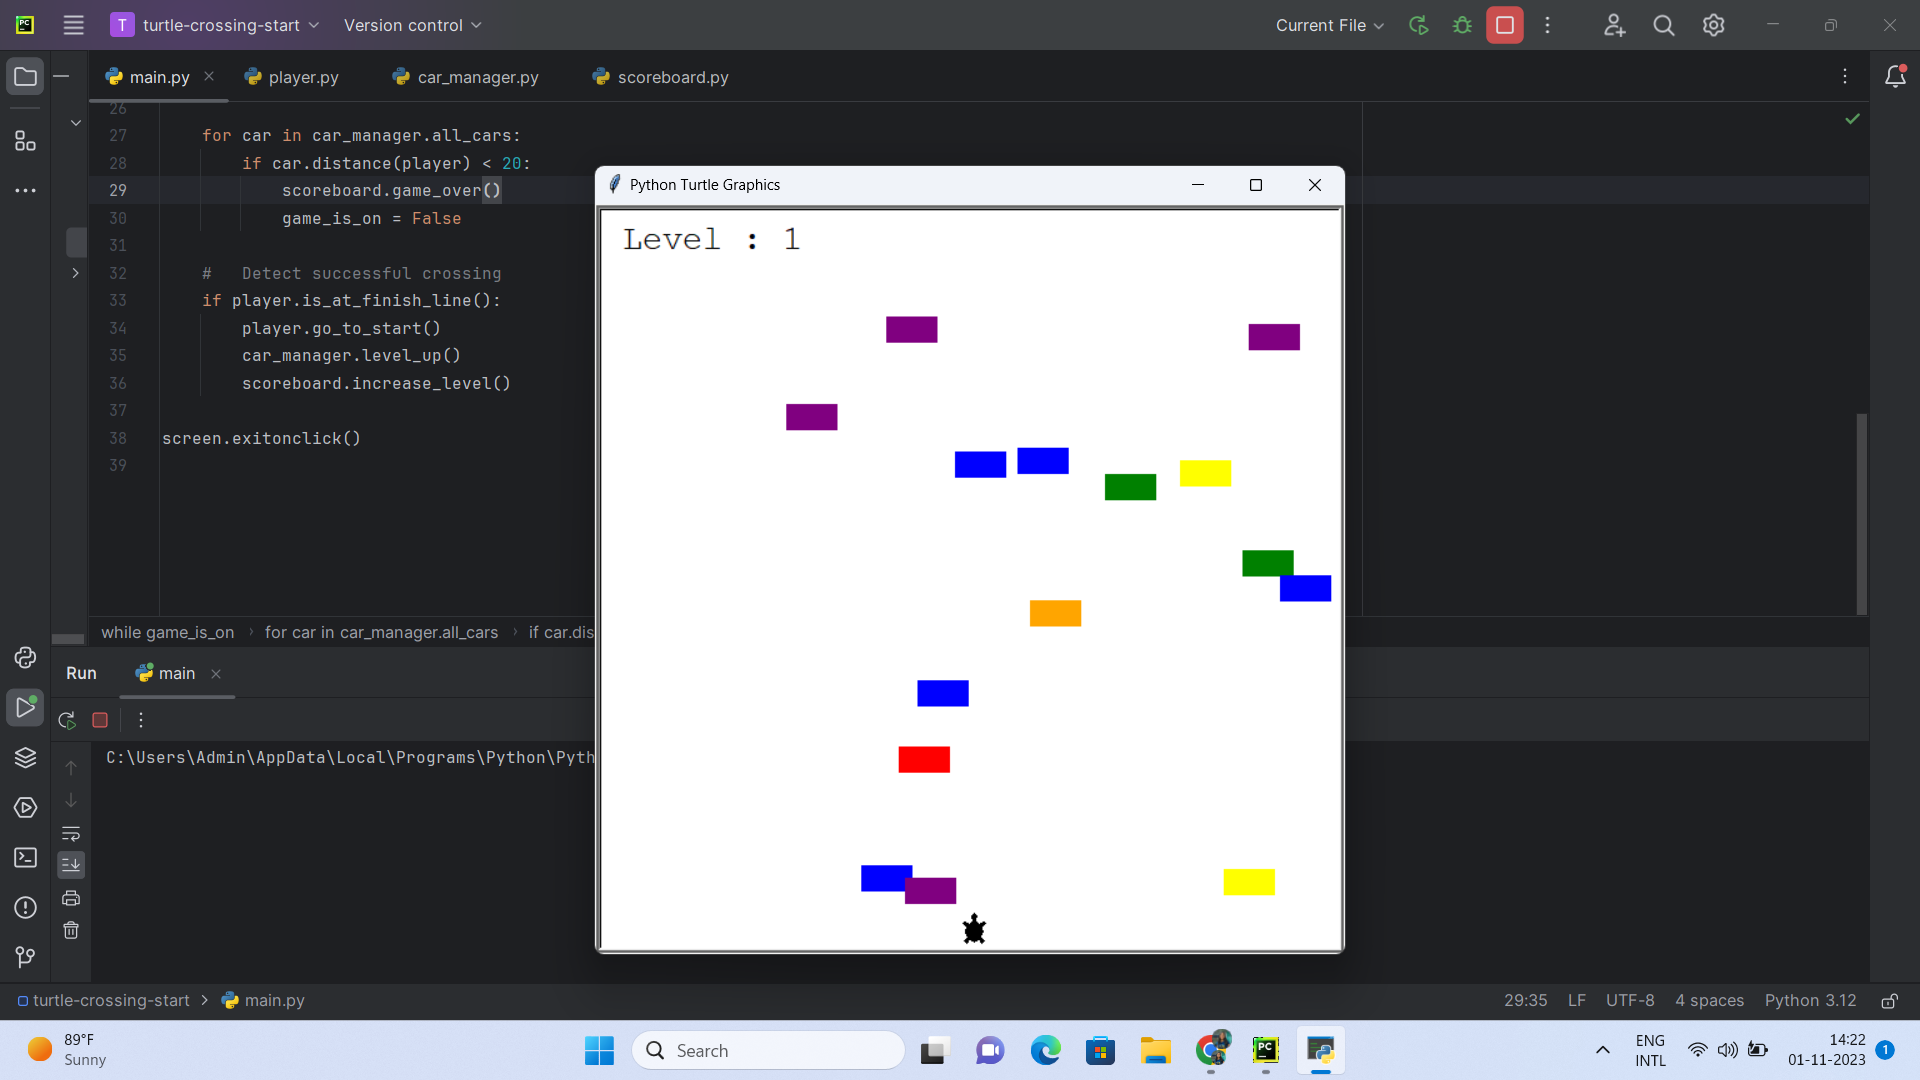 PC
T turtle-crossing-start Version control Current File
main.py player.py car_manager.py scoreboard.py
26
27 for car in car_manager.all_cars:
28 if car.distance(player) < 20:
29 scoreboard.game_over()
30 game_is_on = False
31
32 # Detect successful crossing
33 if player.is_at_finish_line():
34 player.go_to_start()
35 car_manager.level_up()
36 scoreboard.increase_level()
37
38 screen.exitonclick()
39
while game_is_on › for car in car_manager.all_cars › if car.dis
Python Turtle Graphics
Level : 1
Run main
C:\Users\Admin\AppData\Local\Programs\Python\Pyth
turtle-crossing-start > main.py 29:35 LF UTF-8 4 spaces Python 3.12
89°F
Sunny
Search
PC
ENG
INTL
14:22
01-11-2023
1